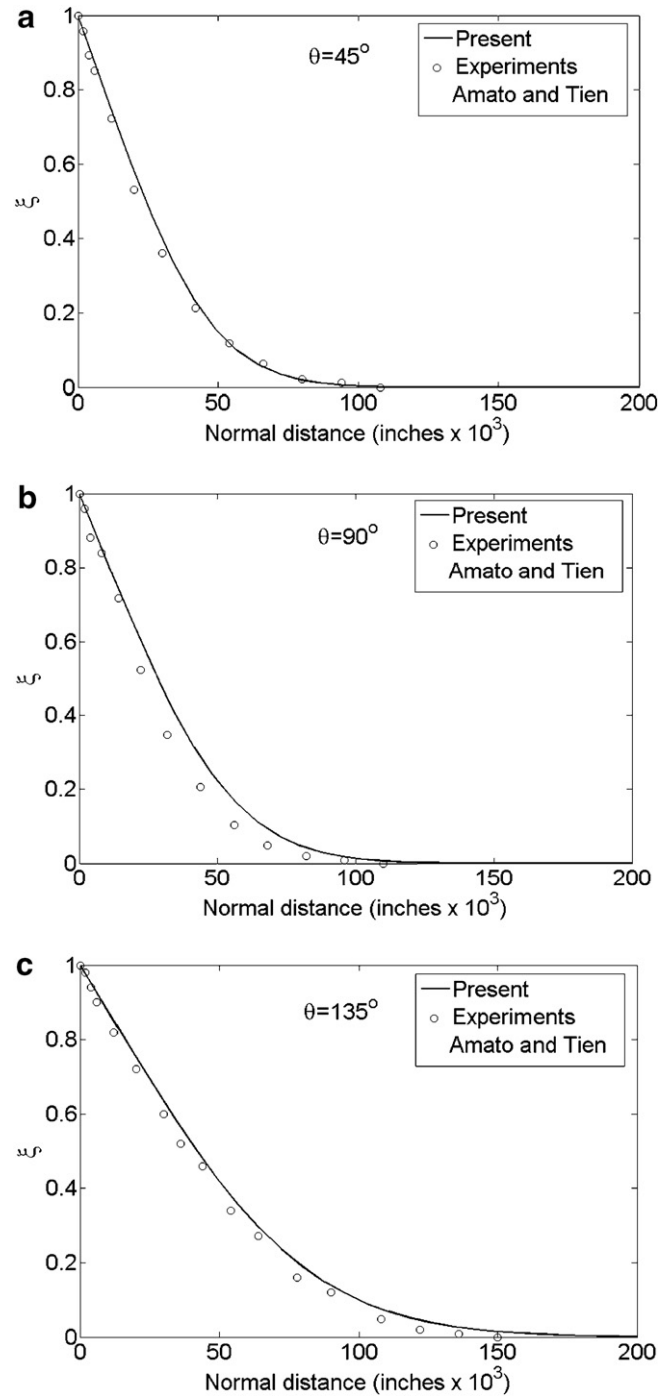 a
θ=45°
Present
Experiments
Amato and Tien
1
0.8
0.6
0.4
0.2
0
ξ
0 50 100 150 200
Normal distance (inches x 10³)
b
θ=90°
Present
Experiments
Amato and Tien
1
0.8
0.6
0.4
0.2
0
ξ
0 50 100 150 200
Normal distance (inches x 10³)
c
θ=135°
Present
Experiments
Amato and Tien
1
0.8
0.6
0.4
0.2
0
ξ
0 50 100 150 200
Normal distance (inches x 10³)